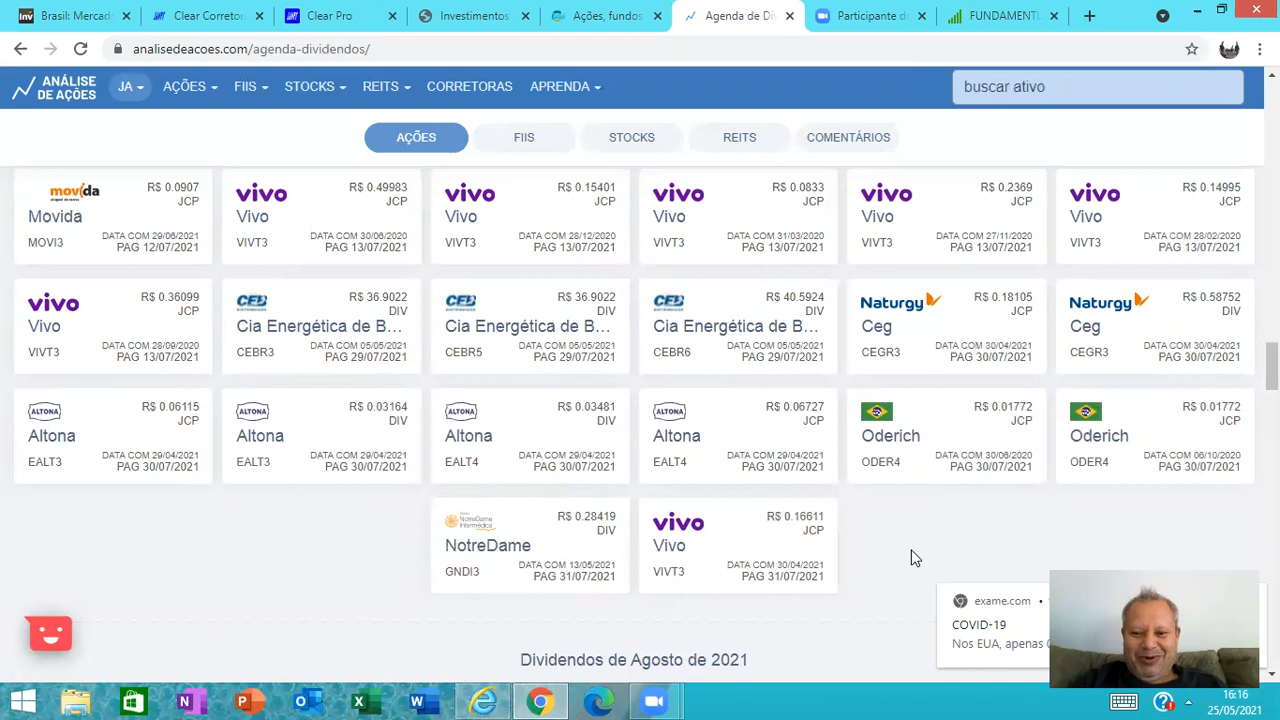 Brasil: Merca
Clear Correto
Clear Pro
Investimentos
Ações, fundos
Agenda de Di
Participante d
FUNDAMENTU
analisedeacoes.com/agenda-dividendos/
ANÁLISE
DE AÇÕES
JA
AÇÕES
FIIS
STOCKS
REITS
CORRETORAS
APRENDA
buscar ativo
AÇÕES
FIIS
STOCKS
REITS
COMENTÁRIOS
movida
aluguel de carros
R$ 0.0907
JCP
Movida
DATA COM 29/06/2021
MOVI3
PAG 12/07/2021
vivo
R$ 0.49983
JCP
Vivo
DATA COM 30/06/2020
VIVT3
PAG 13/07/2021
vivo
R$ 0.15401
JCP
Vivo
DATA COM 28/12/2020
VIVT3
PAG 13/07/2021
vivo
R$ 0.0833
JCP
Vivo
DATA COM 31/03/2020
VIVT3
PAG 13/07/2021
vivo
R$ 0.2369
JCP
Vivo
DATA COM 27/11/2020
VIVT3
PAG 13/07/2021
vivo
R$ 0.14995
JCP
Vivo
DATA COM 28/02/2020
VIVT3
PAG 13/07/2021
vivo
R$ 0.36099
JCP
Vivo
DATA COM 28/09/2020
VIVT3
PAG 13/07/2021
CEB
R$ 36.9022
DIV
Cia Energética de B...
DATA COM 05/05/2021
CEBR3
PAG 29/07/2021
CEB
R$ 36.9022
DIV
Cia Energética de B...
DATA COM 05/05/2021
CEBR5
PAG 29/07/2021
CEB
R$ 40.5924
DIV
Cia Energética de B...
DATA COM 05/05/2021
CEBR6
PAG 29/07/2021
Naturgy
R$ 0.18105
JCP
Ceg
DATA COM 30/04/2021
CEGR3
PAG 30/07/2021
Naturgy
R$ 0.58752
DIV
Ceg
DATA COM 30/04/2021
CEGR3
PAG 30/07/2021
ALTONA
R$ 0.06115
JCP
Altona
DATA COM 29/04/2021
EALT3
PAG 30/07/2021
ALTONA
R$ 0.03164
DIV
Altona
DATA COM 29/04/2021
EALT3
PAG 30/07/2021
ALTONA
R$ 0.03481
DIV
Altona
DATA COM 29/04/2021
EALT4
PAG 30/07/2021
ALTONA
R$ 0.06727
JCP
Altona
DATA COM 29/04/2021
EALT4
PAG 30/07/2021
R$ 0.01772
JCP
Oderich
DATA COM 30/06/2020
ODER4
PAG 30/07/2021
R$ 0.01772
JCP
Oderich
DATA COM 06/10/2020
ODER4
PAG 30/07/2021
NotreDame
Intermédica
R$ 0.28419
DIV
NotreDame
DATA COM 13/05/2021
GNDI3
PAG 31/07/2021
vivo
R$ 0.16611
JCP
Vivo
DATA COM 30/04/2021
VIVT3
PAG 31/07/2021
exame.com •
COVID-19
Nos EUA, apenas
Dividendos de Agosto de 2021
16:16
25/05/2021